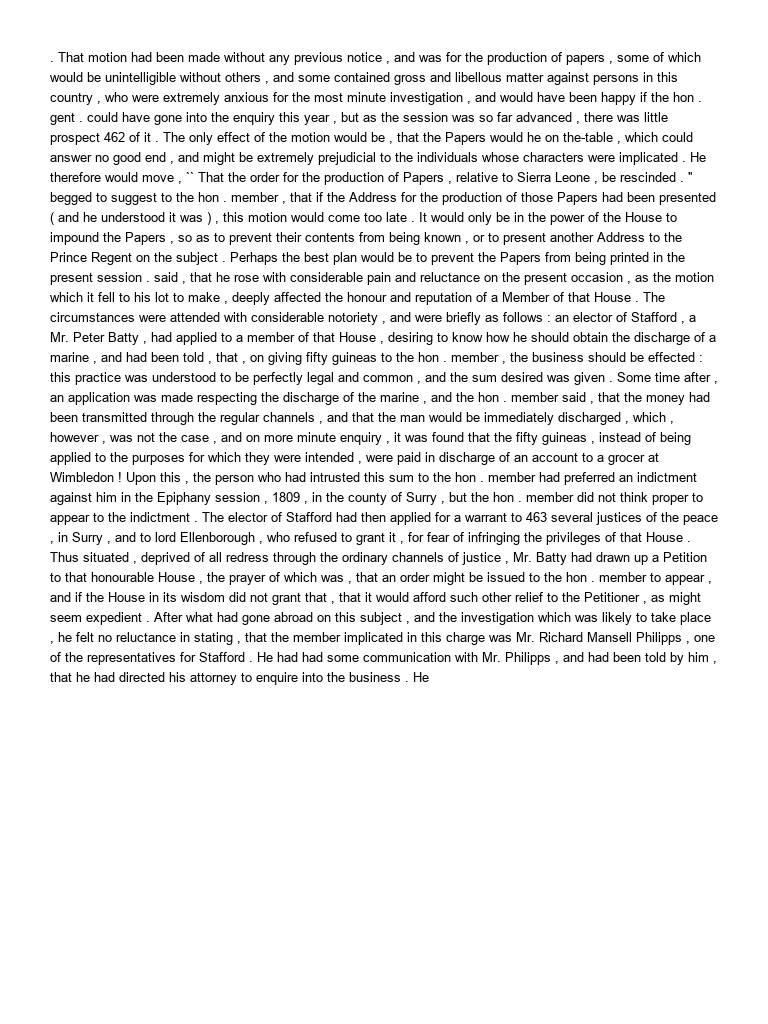 . That motion had been made without any previous notice , and was for the production of papers , some of which
would be unintelligible without others , and some contained gross and libellous matter against persons in this
country , who were extremely anxious for the most minute investigation , and would have been happy if the hon .
gent . could have gone into the enquiry this year , but as the session was so far advanced , there was little
prospect 462 of it . The only effect of the motion would be , that the Papers would he on the-table , which could
answer no good end , and might be extremely prejudicial to the individuals whose characters were implicated . He
therefore would move , `` That the order for the production of Papers , relative to Sierra Leone , be rescinded . "
begged to suggest to the hon . member , that if the Address for the production of those Papers had been presented
( and he understood it was ) , this motion would come too late . It would only be in the power of the House to
impound the Papers , so as to prevent their contents from being known , or to present another Address to the
Prince Regent on the subject . Perhaps the best plan would be to prevent the Papers from being printed in the
present session . said , that he rose with considerable pain and reluctance on the present occasion , as the motion
which it fell to his lot to make , deeply affected the honour and reputation of a Member of that House . The
circumstances were attended with considerable notoriety , and were briefly as follows : an elector of Stafford , a
Mr. Peter Batty , had applied to a member of that House , desiring to know how he should obtain the discharge of a
marine , and had been told , that , on giving fifty guineas to the hon . member , the business should be effected :
this practice was understood to be perfectly legal and common , and the sum desired was given . Some time after ,
an application was made respecting the discharge of the marine , and the hon . member said , that the money had
been transmitted through the regular channels , and that the man would be immediately discharged , which ,
however , was not the case , and on more minute enquiry , it was found that the fifty guineas , instead of being
applied to the purposes for which they were intended , were paid in discharge of an account to a grocer at
Wimbledon ! Upon this , the person who had intrusted this sum to the hon . member had preferred an indictment
against him in the Epiphany session , 1809 , in the county of Surry , but the hon . member did not think proper to
appear to the indictment . The elector of Stafford had then applied for a warrant to 463 several justices of the peace
, in Surry , and to lord Ellenborough , who refused to grant it , for fear of infringing the privileges of that House .
Thus situated , deprived of all redress through the ordinary channels of justice , Mr. Batty had drawn up a Petition
to that honourable House , the prayer of which was , that an order might be issued to the hon . member to appear ,
and if the House in its wisdom did not grant that , that it would afford such other relief to the Petitioner , as might
seem expedient . After what had gone abroad on this subject , and the investigation which was likely to take place
, he felt no reluctance in stating , that the member implicated in this charge was Mr. Richard Mansell Philipps , one
of the representatives for Stafford . He had had some communication with Mr. Philipps , and had been told by him ,
that he had directed his attorney to enquire into the business . He